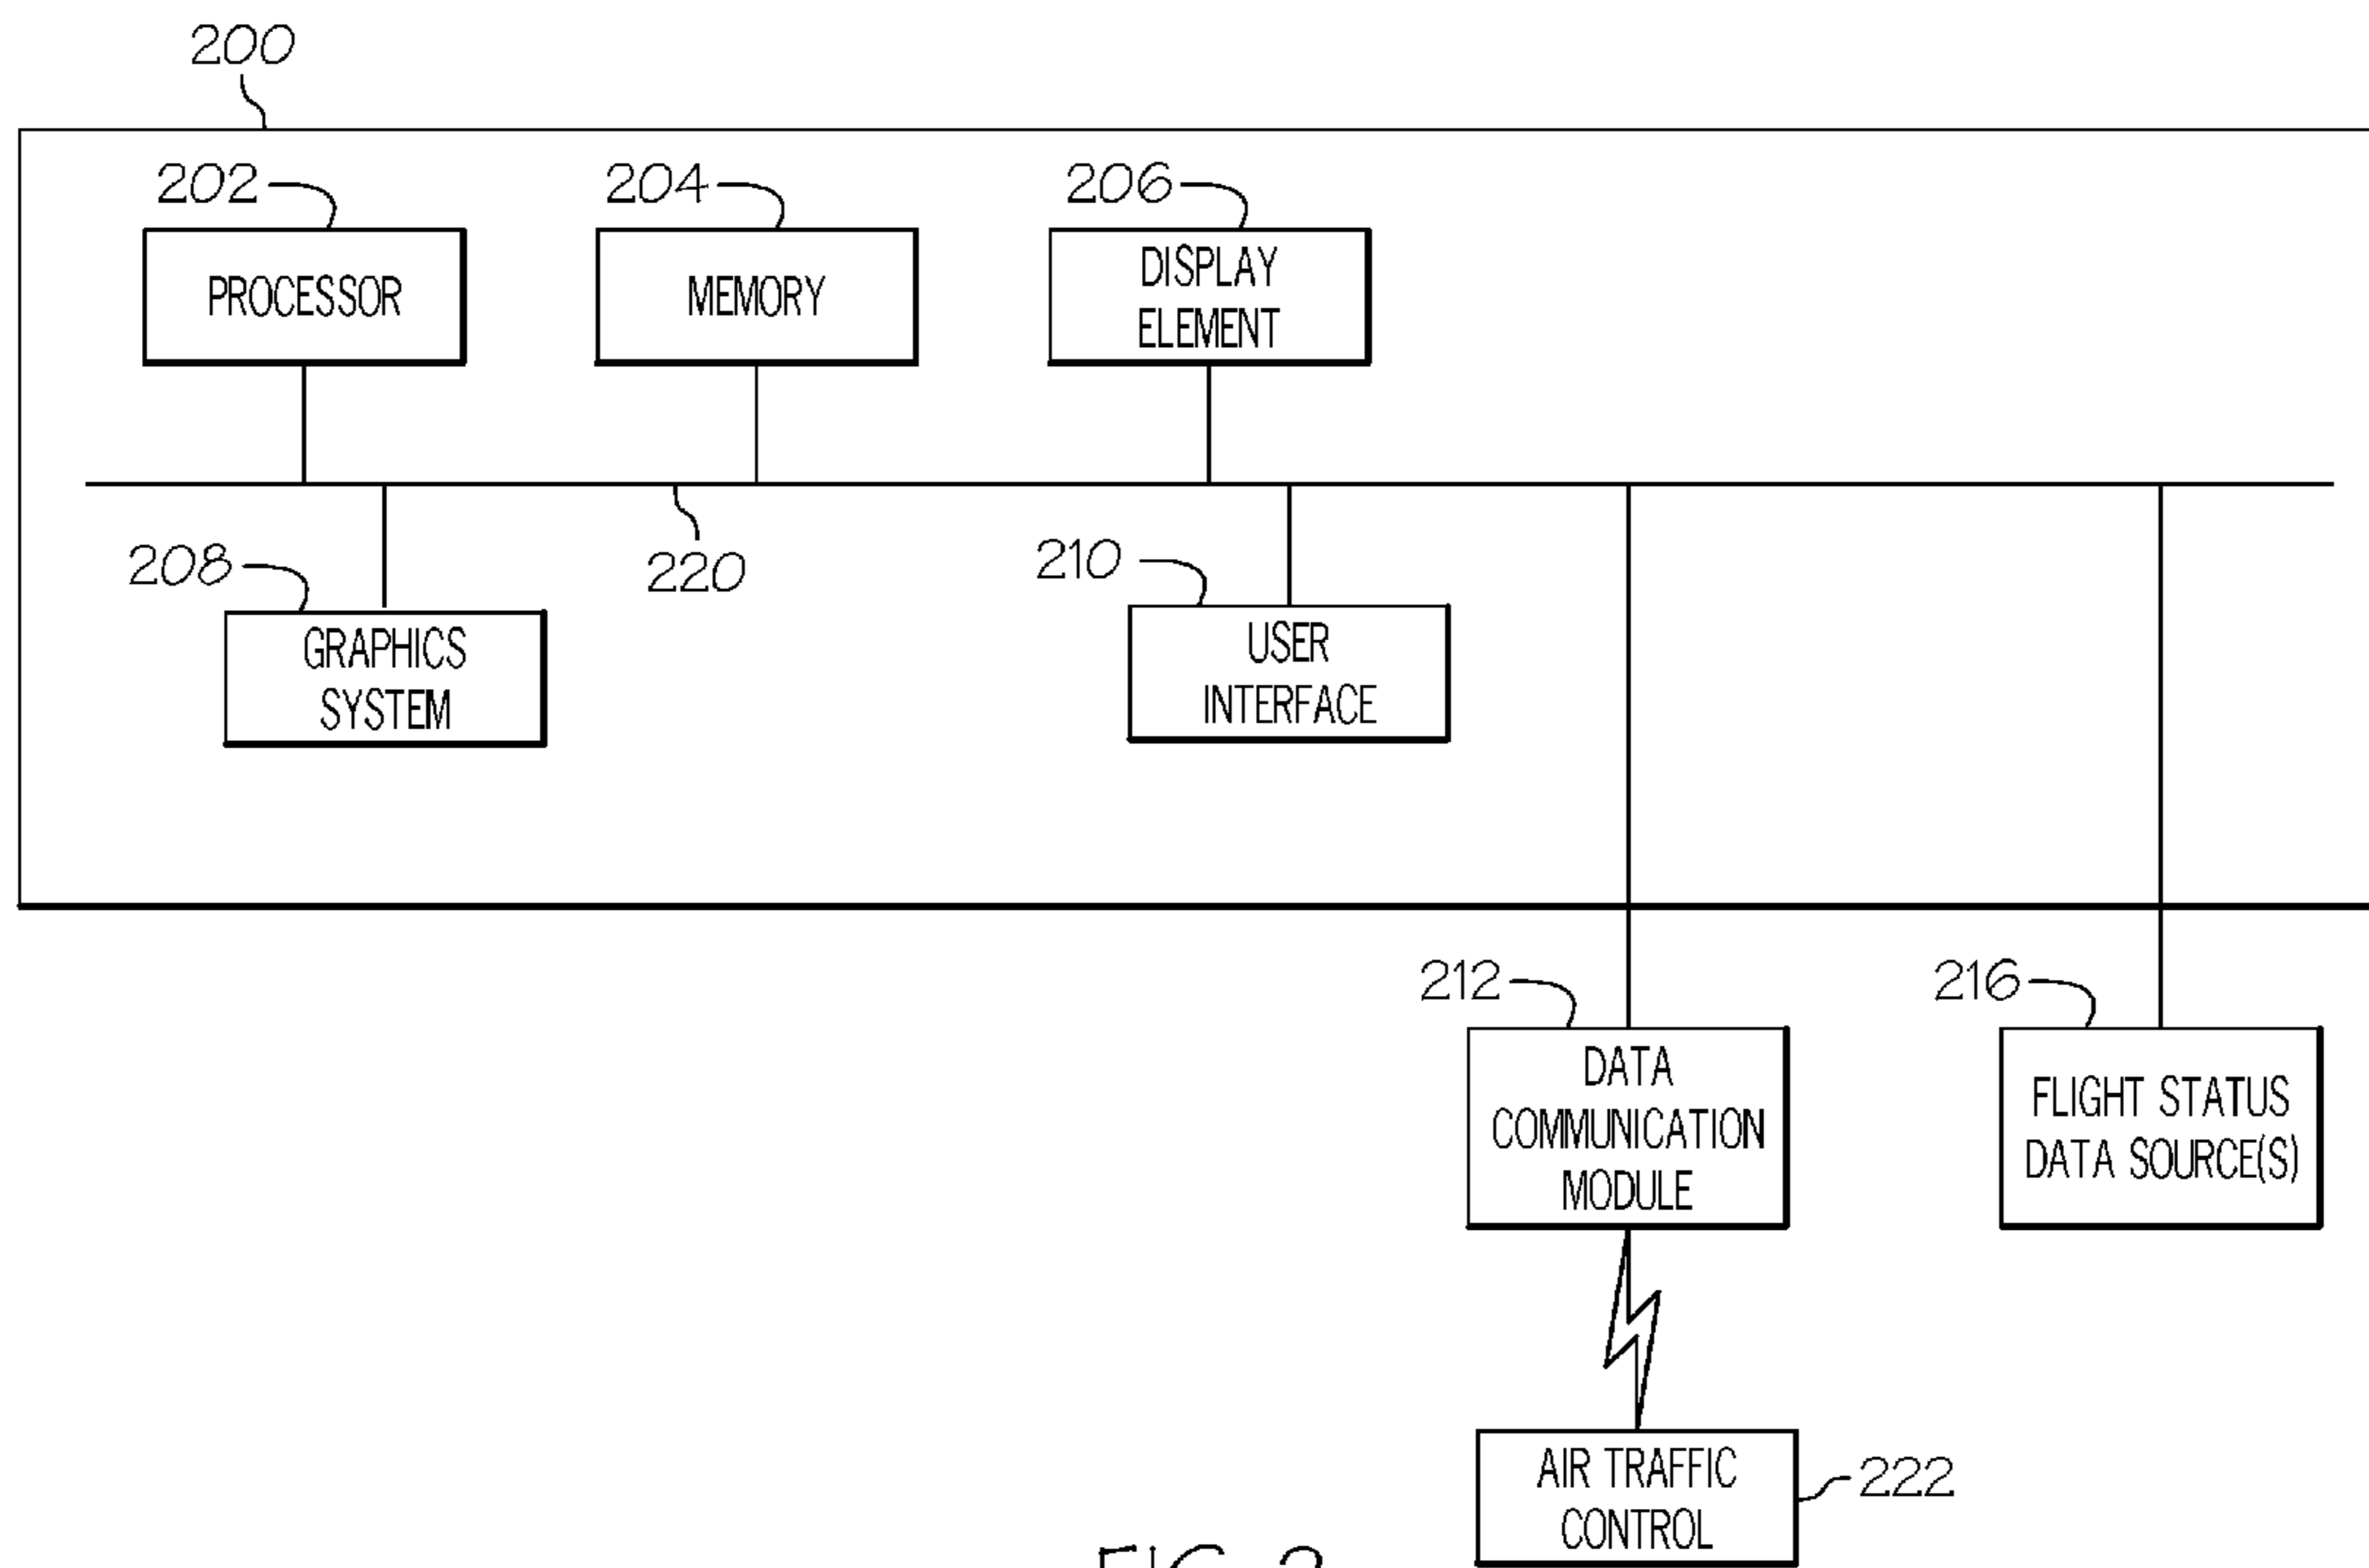 200
202
PROCESSOR
204
MEMORY
206
DISPLAY
ELEMENT
220
208
GRAPHICS
SYSTEM
210
USER
INTERFACE
212
DATA
COMMUNICATION
MODULE
216
FLIGHT STATUS
DATA SOURCE(S)
AIR TRAFFIC
CONTROL
222